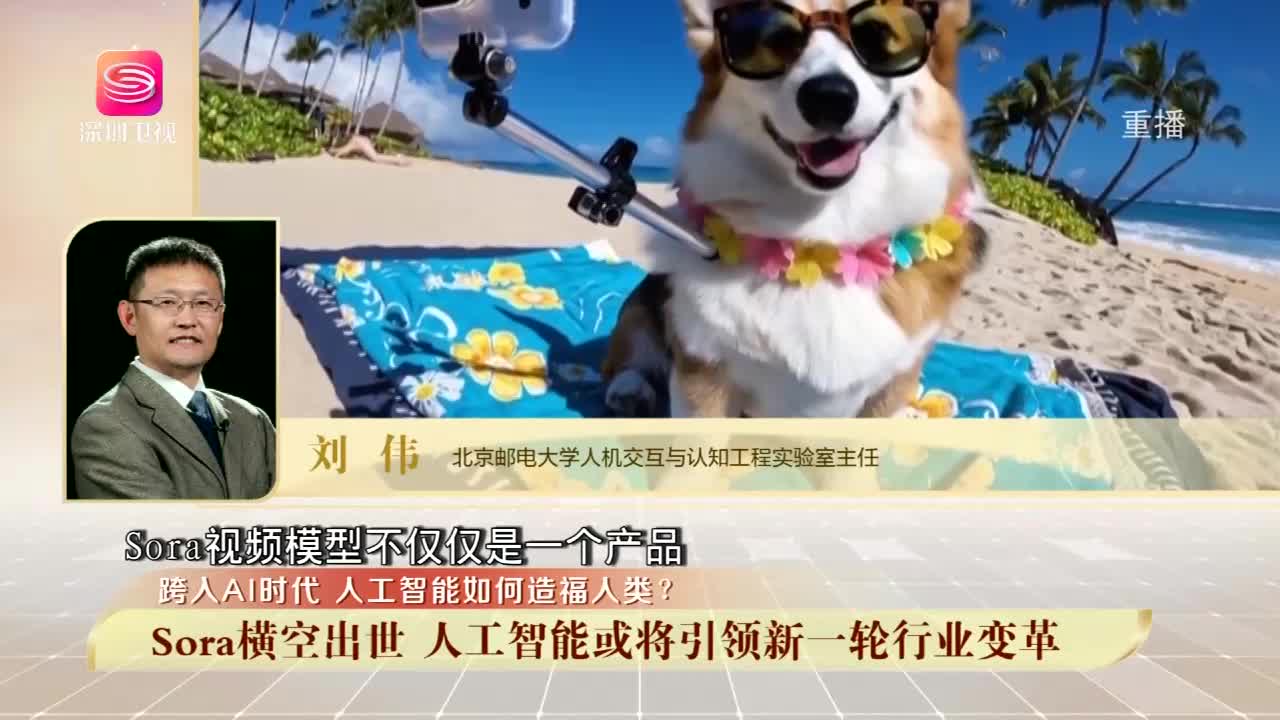 深圳卫视
重播
刘 伟 北京邮电大学人机交互与认知工程实验室主任
Sora视频模型不仅仅是一个产品
跨入AI时代 人工智能如何造福人类？
Sora横空出世 人工智能或将引领新一轮行业变革